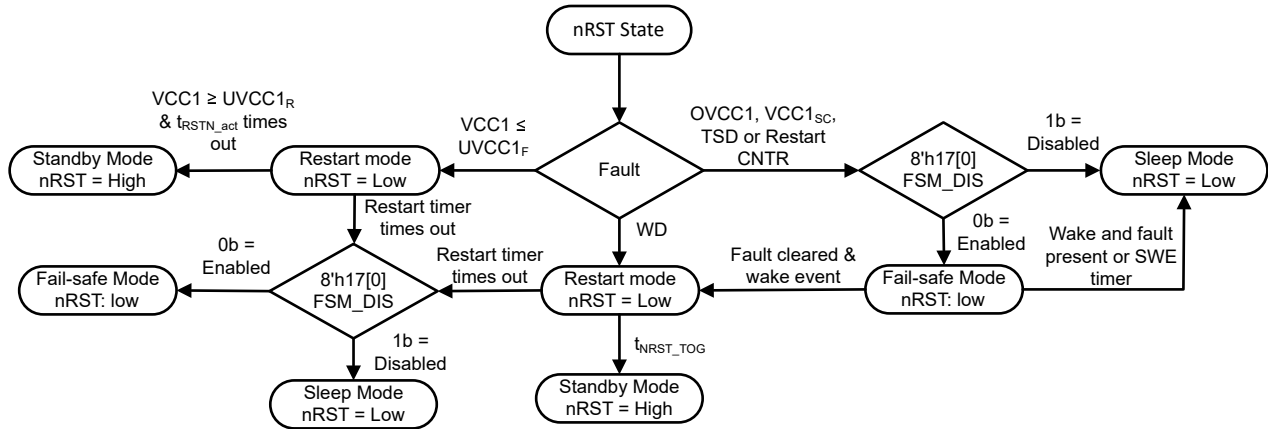 nRST State
VCC1 ≥ UVCC1R
& tRSTN_act times
out
VCC1 ≤
UVCC1F
OVCC1, VCC1SC,
TSD or Restart
CNTR
1b =
Disabled
Standby Mode
nRST = High
Restart mode
nRST = Low
Fault
8'h17[0]
FSM_DIS
Sleep Mode
nRST = Low
Restart timer
times out
WD
0b =
Enabled
Wake and fault
present or SWE
timer
0b =
Enabled
Restart timer
times out
Fault cleared &
wake event
Fail-safe Mode
nRST: low
8'h17[0]
FSM_DIS
Restart mode
nRST = Low
Fail-safe Mode
nRST: low
1b =
Disabled
tNRST_TOG
Sleep Mode
nRST = Low
Standby Mode
nRST = High